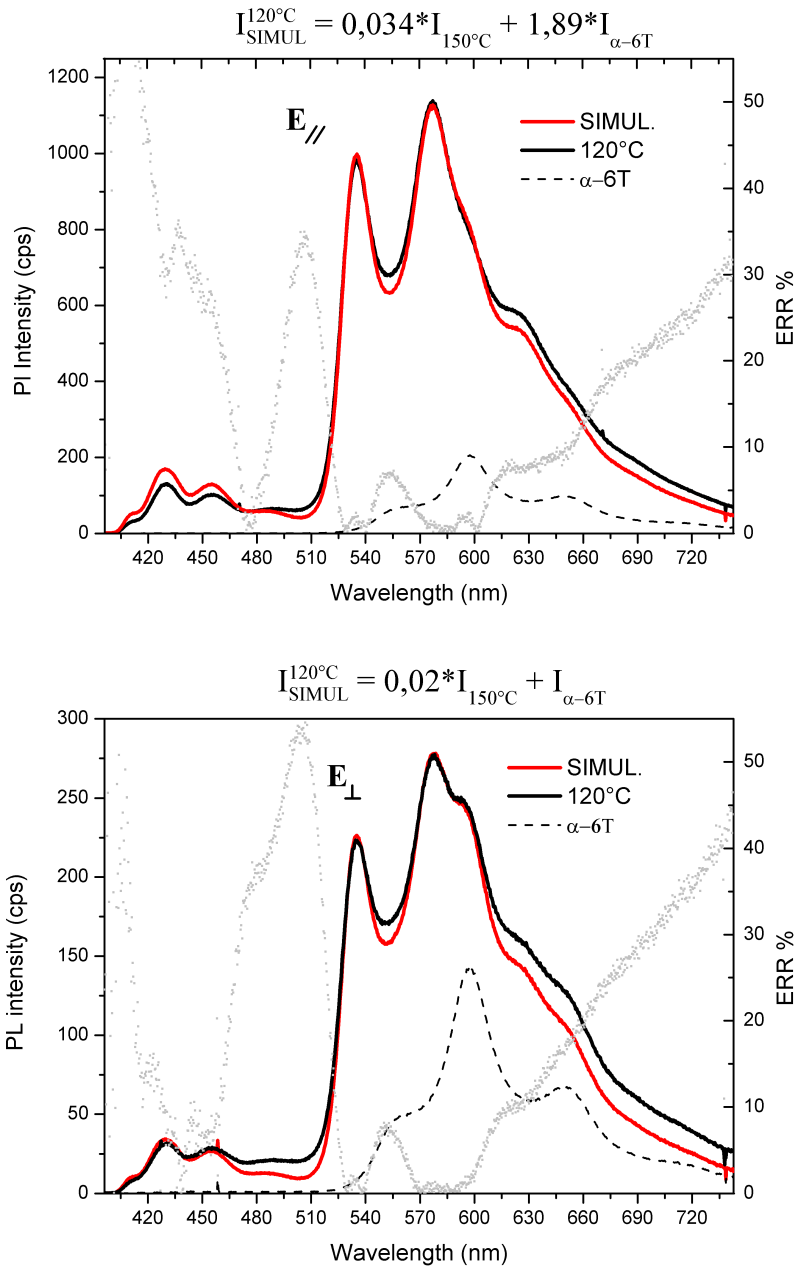 I^{120°C}_{SIMUL} = 0,034*I_{150°C} + 1,89*I_{α−6T}
1200
1000
800
600
400
200
0
PI Intensity (cps)
E_{//}
SIMUL.
120°C
α−6T
50
40
30
20
10
0
ERR %
420 450 480 510 540 570 600 630 660 690 720
Wavelength (nm)
I^{120°C}_{SIMUL} = 0,02*I_{150°C} + I_{α−6T}
300
250
200
150
100
50
0
PL intensity (cps)
E_⊥
SIMUL.
120°C
α−6T
50
40
30
20
10
0
ERR %
420 450 480 510 540 570 600 630 660 690 720
Wavelength (nm)